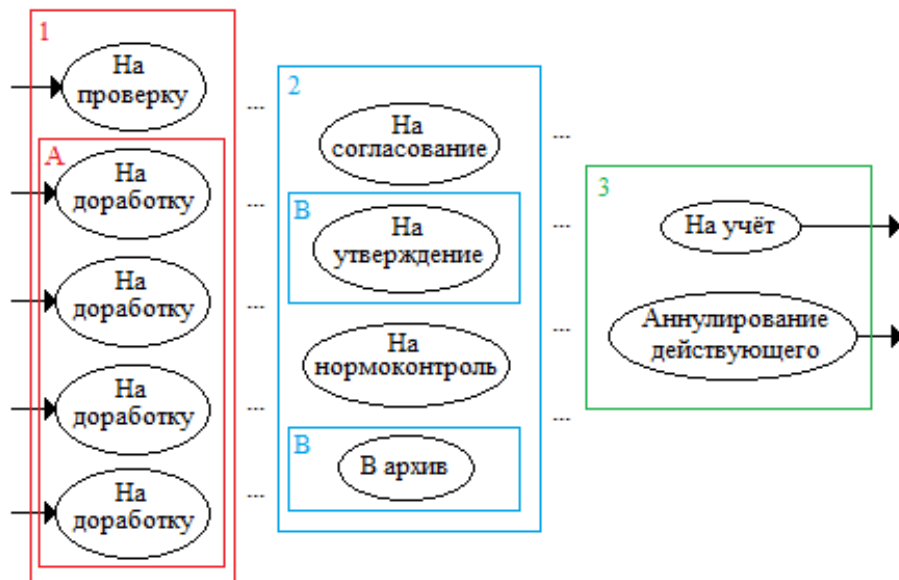 1
На
проверку
...
A
На
доработку
...
На
доработку
...
На
доработку
...
На
доработку
...
2
На
согласование
...
B
На
утверждение
...
На
нормоконтроль
...
B
В архив
...
3
На учёт
Аннулирование
действующего